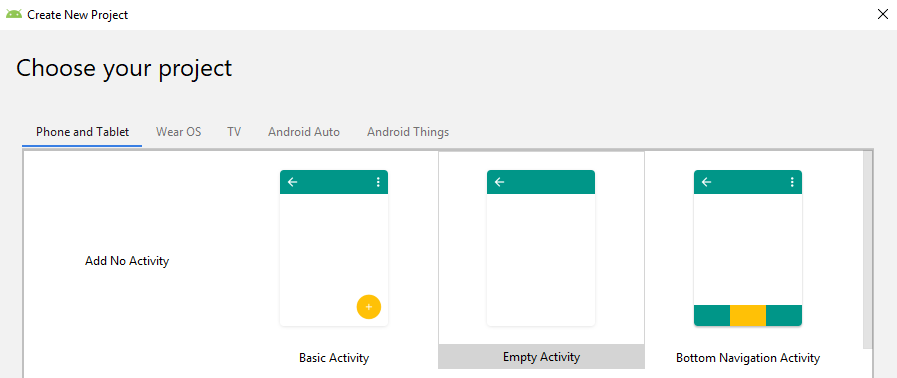 Create New Project
Choose your project
Phone and Tablet
Wear OS
TV
Android Auto
Android Things
Add No Activity
Basic Activity
Empty Activity
Bottom Navigation Activity